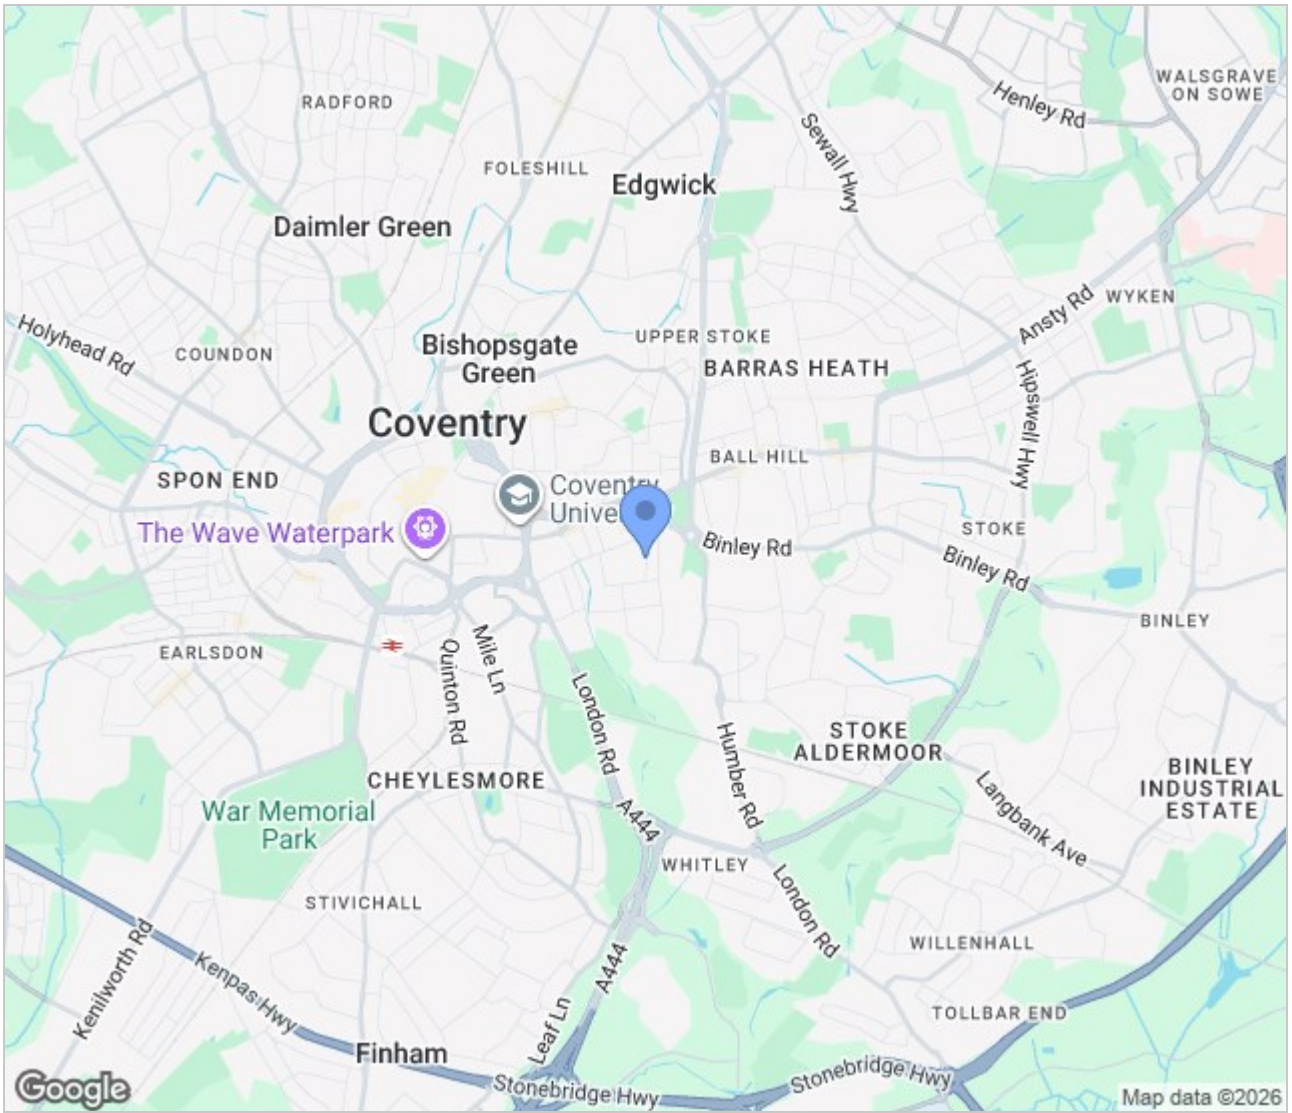 WALSGRAVE
ON SOWE
Henley Rd
RADFORD
Sewall Hwy
FOLESHILL
Edgwick
Daimler Green
WYKEN
Ansty Rd
Holyhead Rd
COUNDON
UPPER STOKE
Bishopsgate
Green
BARRAS HEATH
Hipswell Hwy
Coventry
BALL HILL
SPON END
Coventry
The Wave Waterpark
STOKE
Binley Rd
Binley Rd
BINLEY
EARLSDON
Mile Ln
Quinton Rd
London Rd
STOKE
ALDERMOOR
Humber Rd
CHEYLESMORE
BINLEY
INDUSTRIAL
ESTATE
War Memorial
Park
Langbank Ave
A444
WHITLEY
London Rd
STIVICHALL
WILLENHALL
Kenilworth Rd
Kenpas Hwy
A444
TOLLBAR END
Leaf Ln
Finham
Stonebridge Hwy
Stonebridge Hwy
Google
Map data ©2026